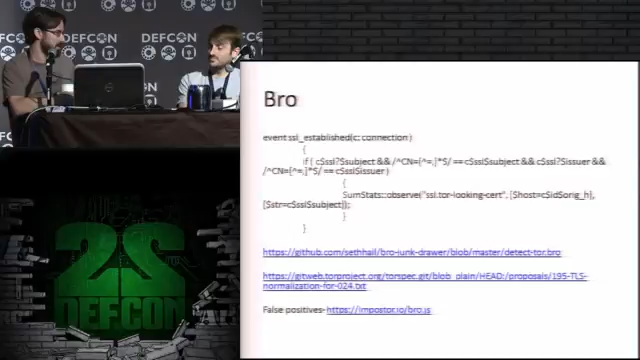 DEFCON
DEFCON
Bro
event ssl_established(c: connection)
{
if ( c$ssl?$subject && /^CN=[^=,]*$/ == c$ssl$subject && c$ssl?$issuer &&
/^CN=[^=,]*$/ == c$ssl$issuer)
{
SumStats::observe("ssl.tor-looking-cert", [$host=c$id$orig_h],
[$str=c$ssl$subject]);
}
}
https://github.com/sethhall/bro-junk-drawer/blob/master/detect-tor.bro
https://gitweb.torproject.org/torspec.git/blob_plain/HEAD:/proposals/195-TLS-
normalization-for-024.txt
False positives-https://impostor.io/bro.js
DEFCON